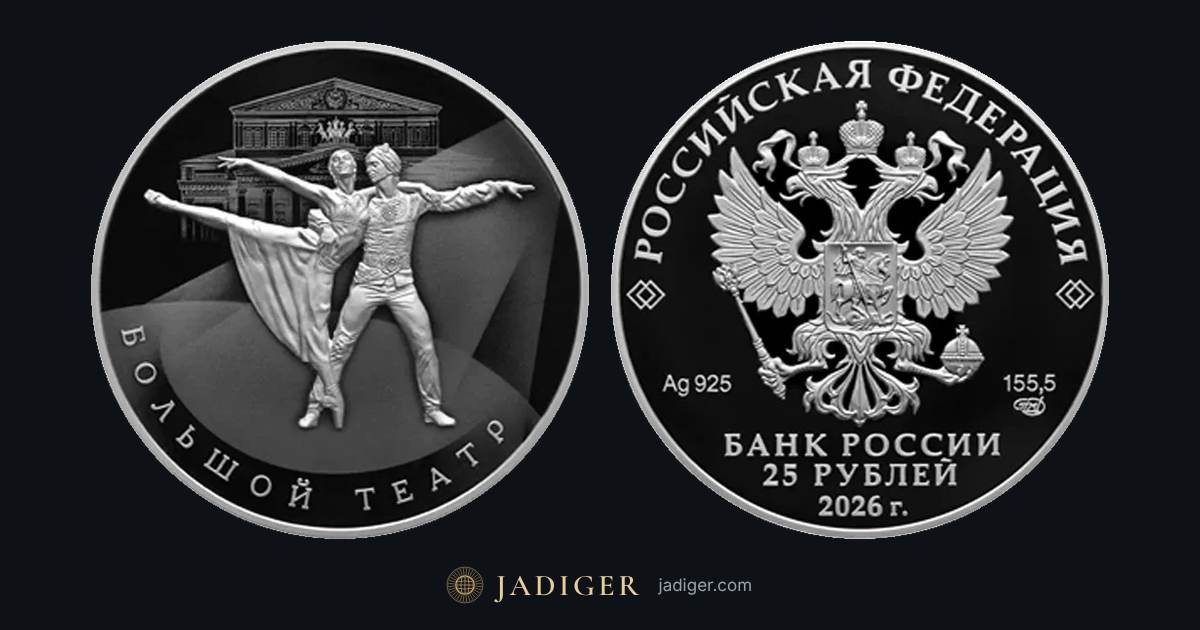 БОЛЬШОЙ ТЕАТР
РОССИЙСКАЯ ФЕДЕРАЦИЯ
Ag 925
155,5
БАНК РОССИИ
25 РУБЛЕЙ
2026 г.
JADIGER
jadiger.com